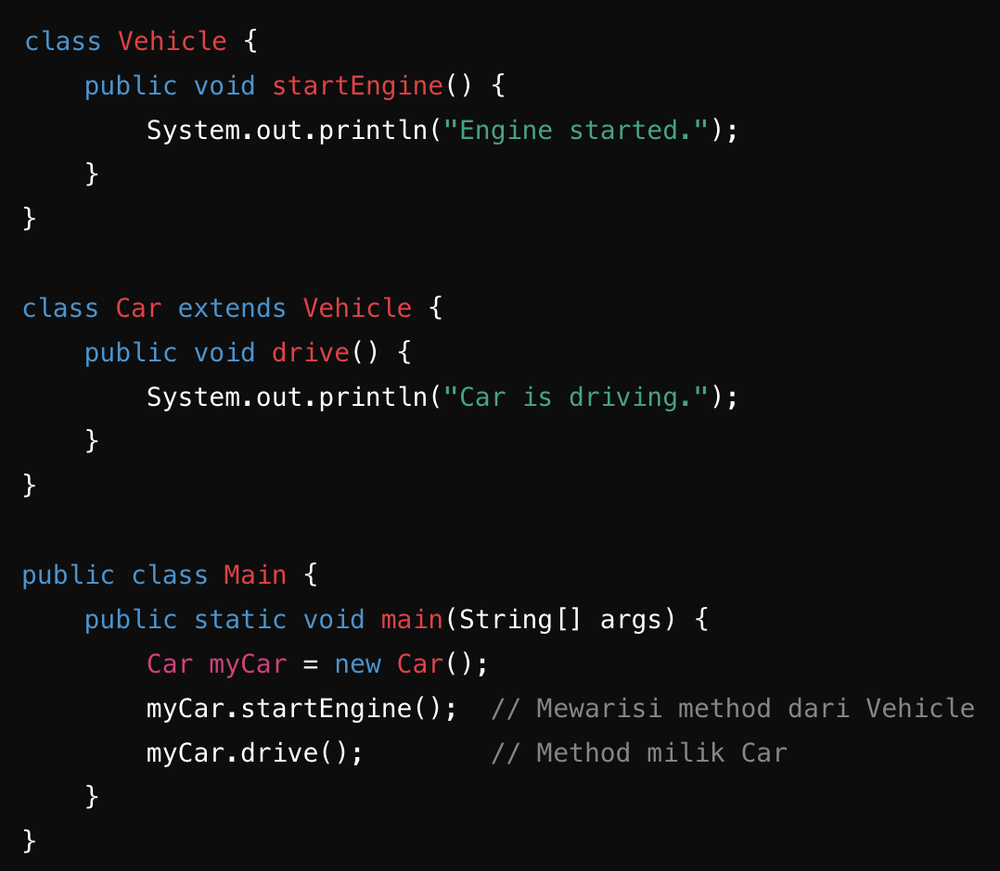 class Vehicle {
    public void startEngine() {
        System.out.println("Engine started.");
    }
}

class Car extends Vehicle {
    public void drive() {
        System.out.println("Car is driving.");
    }
}

public class Main {
    public static void main(String[] args) {
        Car myCar = new Car();
        myCar.startEngine();  // Mewarisi method dari Vehicle
        myCar.drive();        // Method milik Car
    }
}